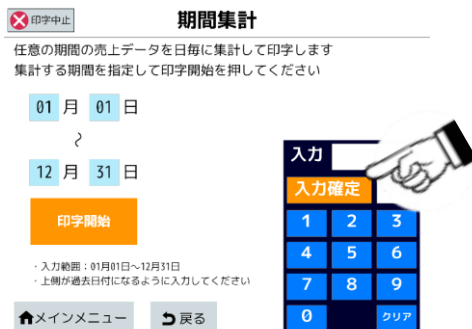 印字中止
期間集計
任意の期間の売上データを日毎に集計して印字します
集計する期間を指定して印字開始を押してください
01 月 01 日
~
12 月 31 日
印字開始
・入力範囲：01月01日～12月31日
・上側が過去日付になるように入力してください
メインメニュー
戻る
入力
入力確定
1 2 3
4 5 6
7 8 9
0 クリア